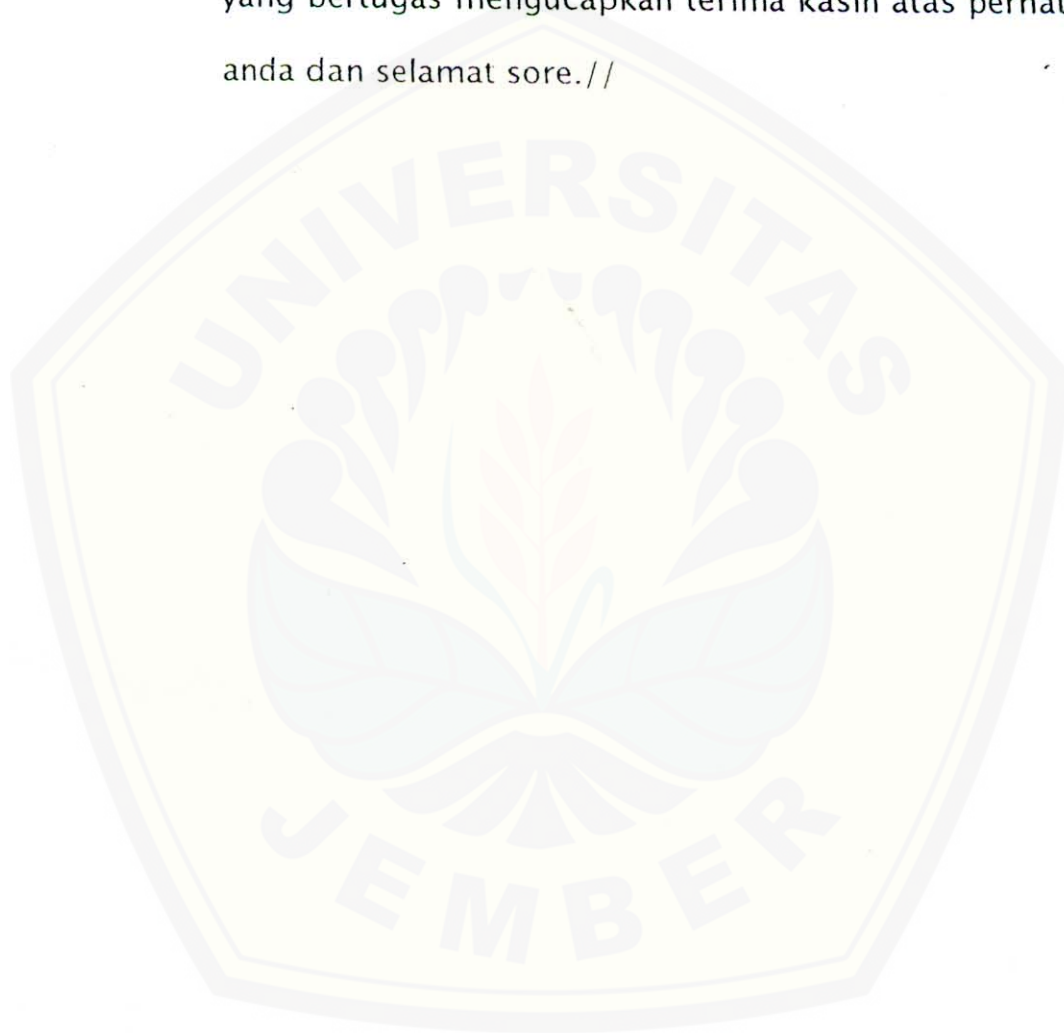 yang bertugas mengucapkan terima kasih atas
anda dan selamat sore.//
UNIVERSITAS
JEMBER